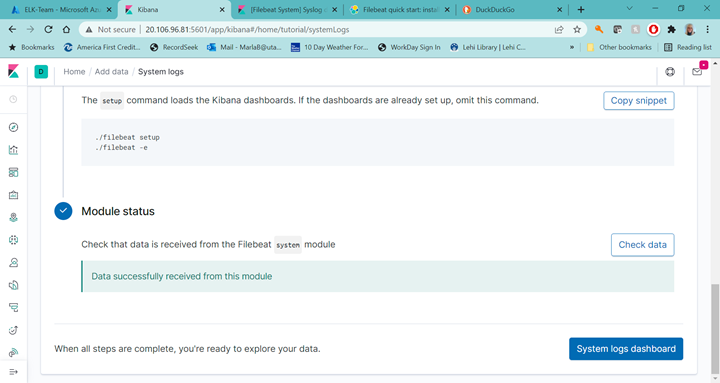 ELK-Team - Microsoft Az
Kibana
[Filebeat System] Syslog d
Filebeat quick start: instal
DuckDuckGo
Not secure | 20.106.96.81:5601/app/kibana#/home/tutorial/systemLogs
Bookmarks
America First Credit...
RecordSeek
Mail - MarlaB@uta...
10 Day Weather For...
WorkDay Sign In
Lehi Library | Lehi C...
»
Other bookmarks
Reading list
D
Home / Add data / System logs
The setup command loads the Kibana dashboards. If the dashboards are already set up, omit this command.
Copy snippet
./filebeat setup
./filebeat -e
Module status
Check that data is received from the Filebeat system module
Check data
Data successfully received from this module
When all steps are complete, you're ready to explore your data.
System logs dashboard